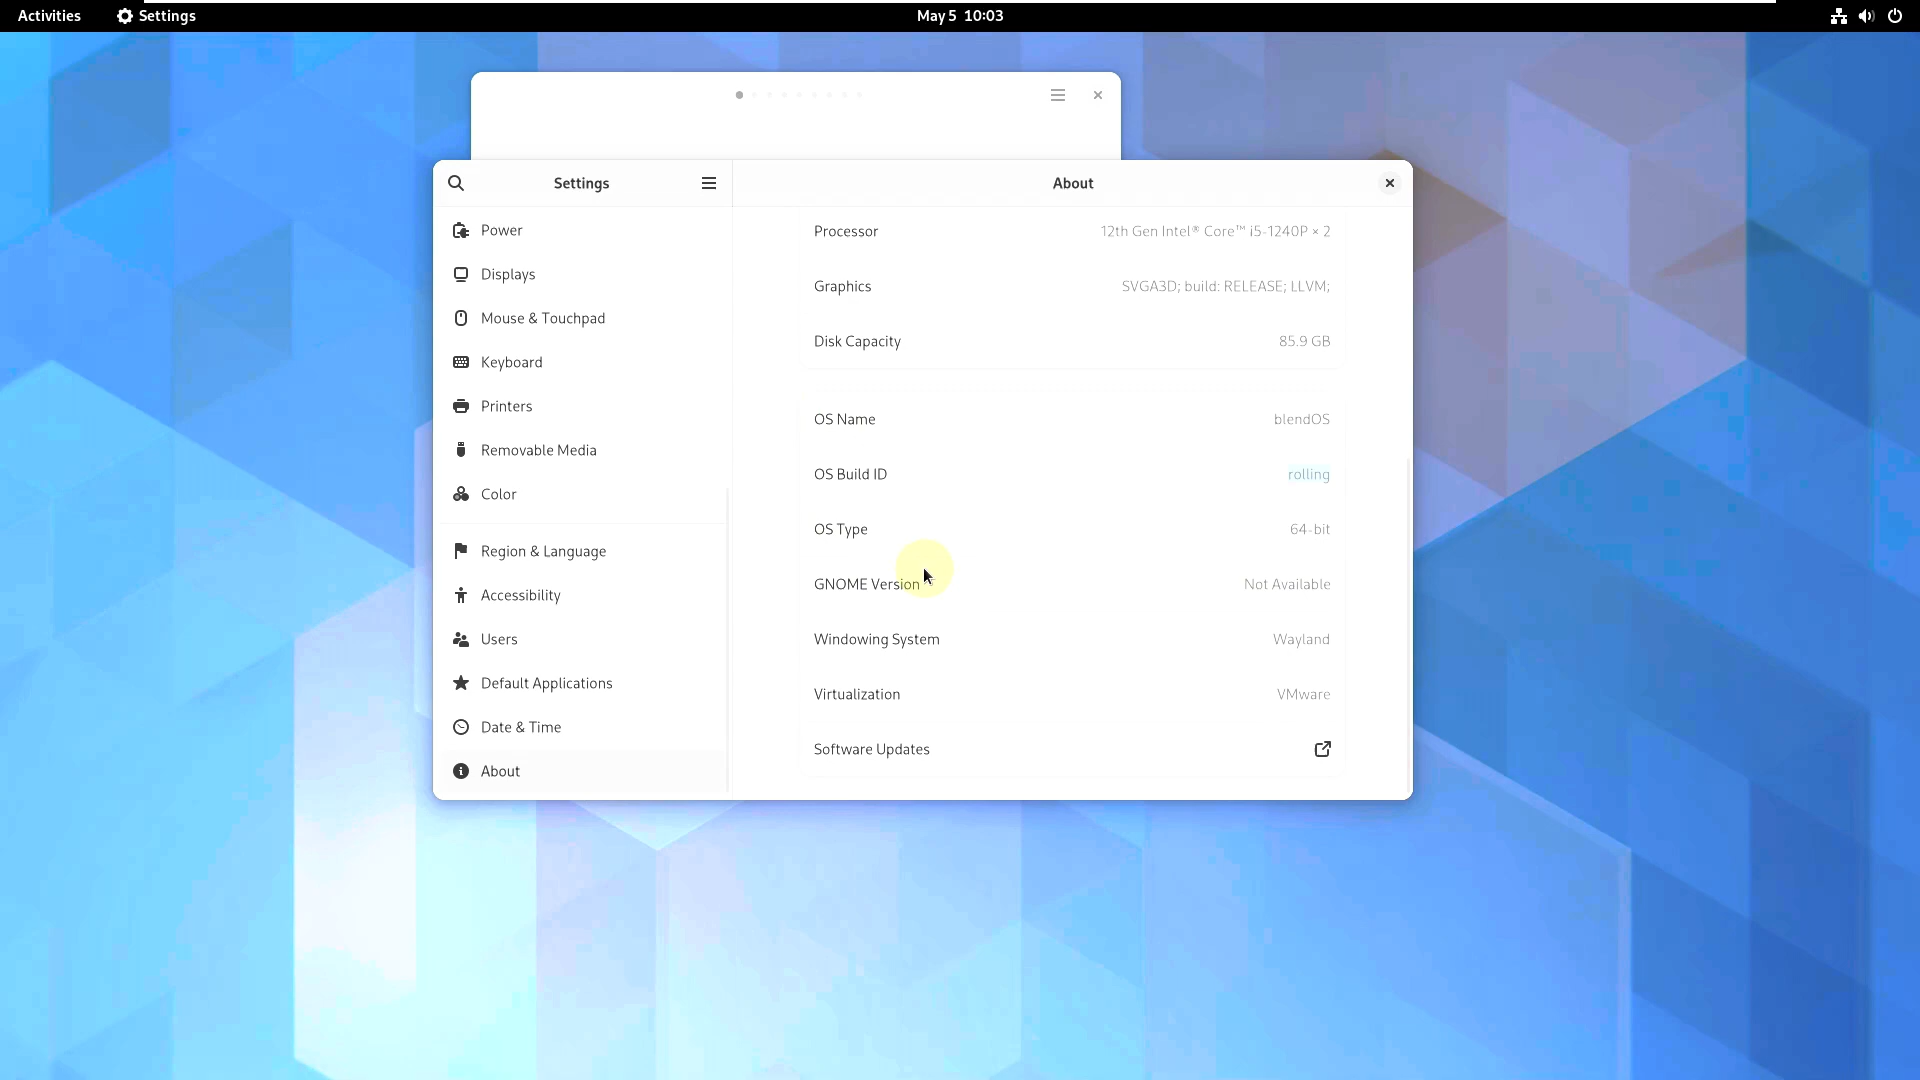 Activities
Settings
May 5 10:03
Settings
About
Power
Displays
Mouse & Touchpad
Keyboard
Printers
Removable Media
Color
Region & Language
Accessibility
Users
Default Applications
Date & Time
About
Processor 12th Gen Intel® Core™ i5-1240P × 2
Graphics SVGA3D; build: RELEASE; LLVM;
Disk Capacity 85.9 GB
OS Name blendOS
OS Build ID rolling
OS Type 64-bit
GNOME Version Not Available
Windowing System Wayland
Virtualization VMware
Software Updates